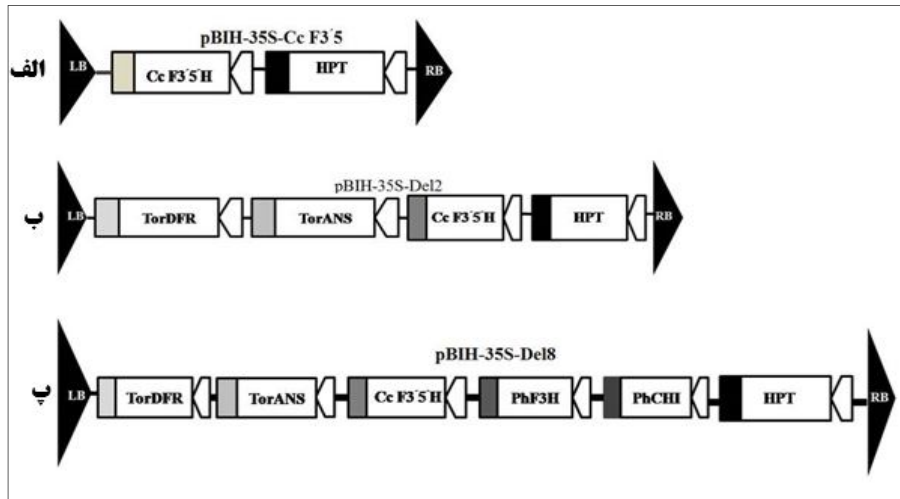 pBIH-35S-Cc F3´5
الف LB Cc F3´5´H HPT RB
pBIH-35S-Del2
ب LB TorDFR TorANS Cc F3´5´H HPT RB
pBIH-35S-Del8
پ LB TorDFR TorANS Cc F3´5´H PhF3H PhCHI HPT RB